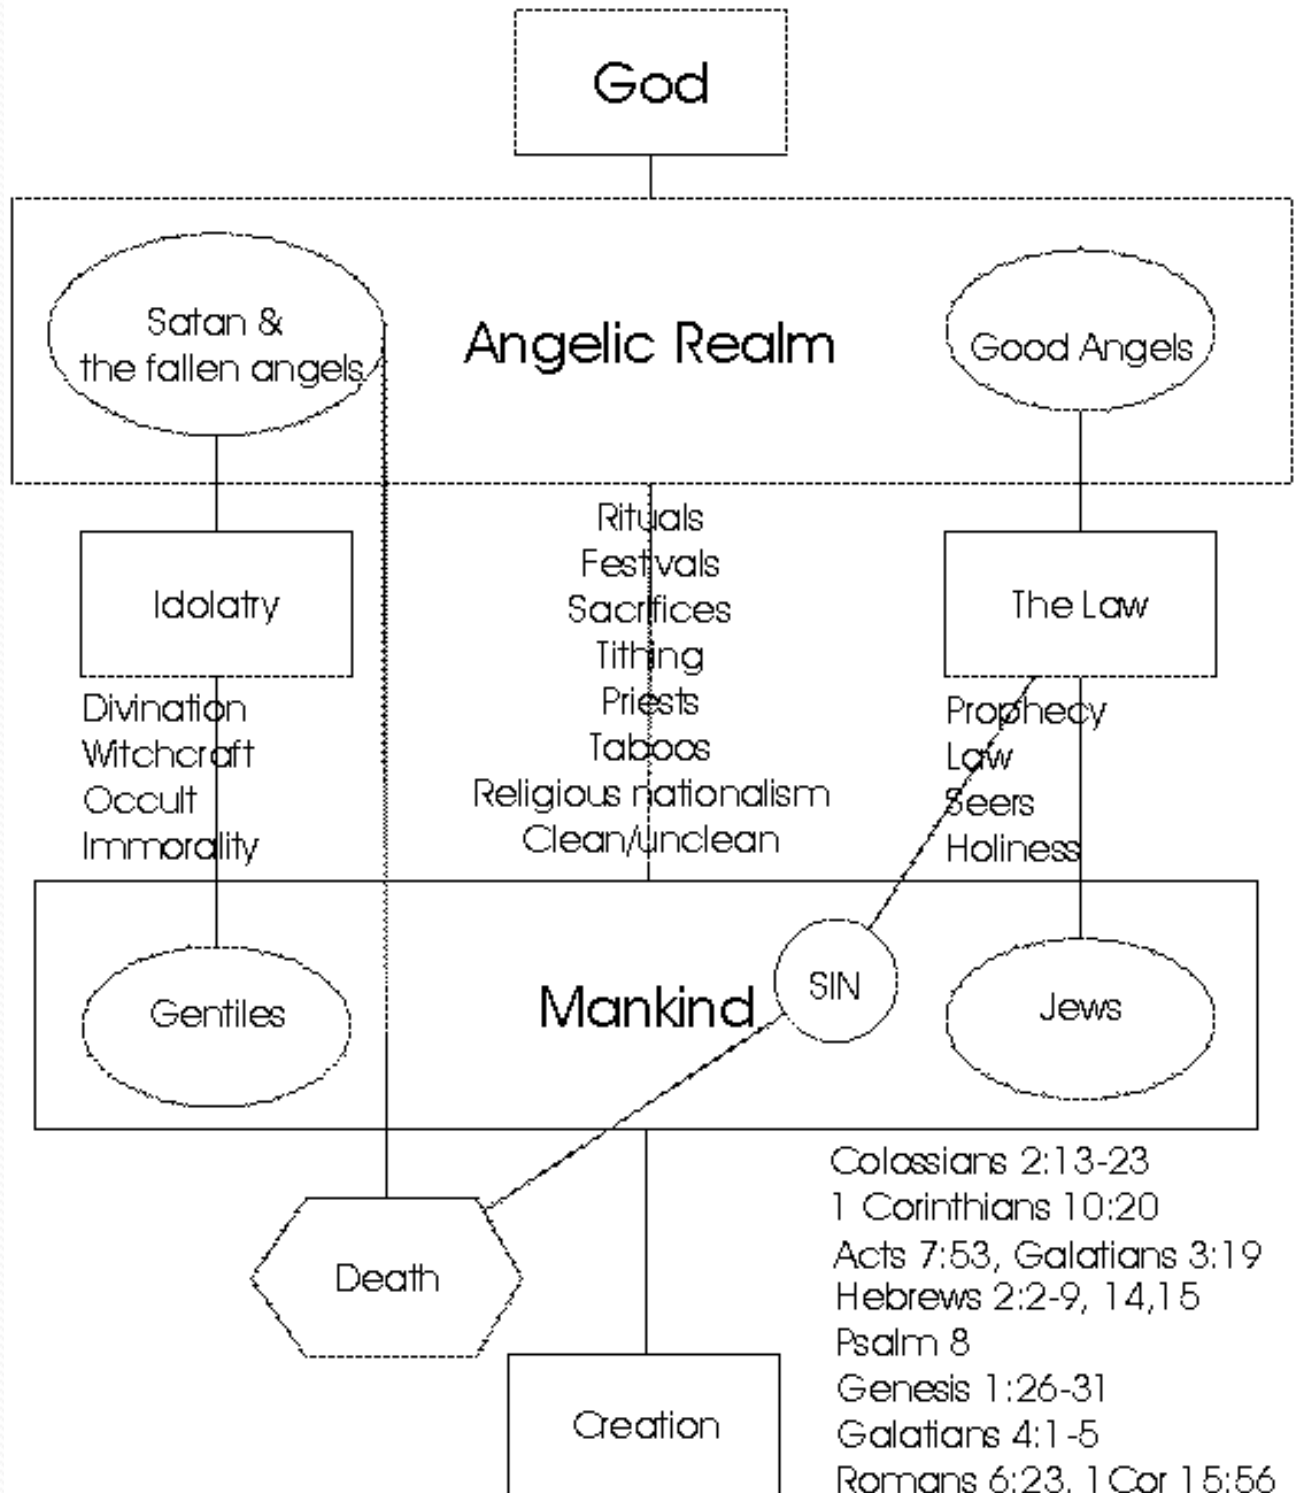 God
Satan &
the fallen angels
Angelic Realm
Good Angels
Idolatry
Rituals
Festivals
Sacrifices
Tithing
Priests
Taboos
Religious nationalism
Clean/unclean
The Law
Divination
Witchcraft
Occult
Immorality
Prophecy
Law
Seers
Holiness
Gentiles
Mankind
SIN
Jews
Death
Creation
Colossians 2:13-23
1 Corinthians 10:20
Acts 7:53, Galatians 3:19
Hebrews 2:2-9, 14,15
Psalm 8
Genesis 1:26-31
Galatians 4:1-5
Romans 6:23, 1Cor 15:56